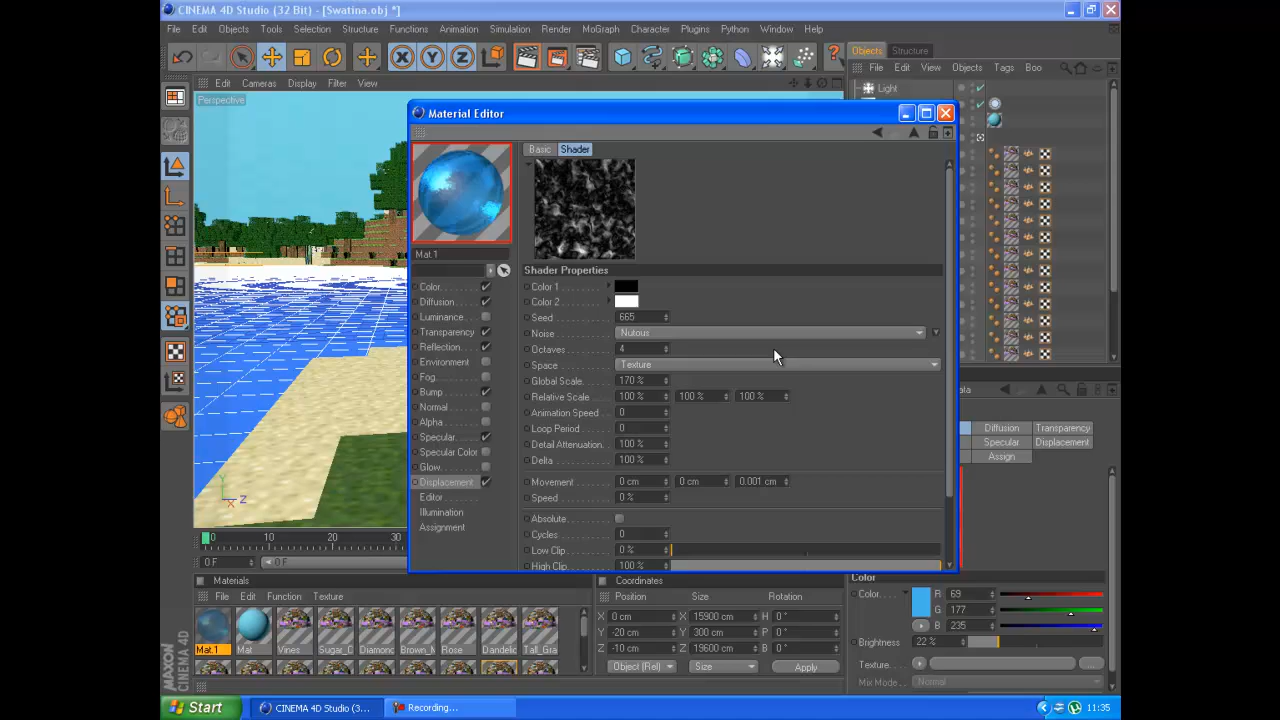 CINEMA 4D Studio (32 Bit) - [Swatina.obj *]
File Edit Objects Tools Selection Structure Functions Animation Simulation Render MoGraph Character Plugins Python Window Help
Objects Structure
File Edit View Objects Tags Boo
Edit Cameras Display Filter View
Perspective
Light
Material Editor
Basic Shader
Mat.1
Shader Properties
Color 1
Color 2
Seed 665
Noise Nutous
Octaves 4
Space Texture
Global Scale 170 %
Relative Scale 100 % 100 % 100 %
Animation Speed 0
Loop Period 0
Detail Attenuation 100 %
Delta 100 %
Movement 0 cm 0 cm 0.001 cm
Speed 0 %
Absolute
Cycles 0
Low Clip 0 %
High Clip 100 %
Color
Diffusion
Luminance
Transparency
Reflection
Environment
Fog
Bump
Normal
Alpha
Specular
Specular Color
Glow
Displacement
Editor
Illumination
Assignment
Y
X Z
Diffusion Transparency
Specular Displacement
Assign
0 10 20 30
0 F 0 F
Materials
File Edit Function Texture
Mat.1 Mat Vines Sugar_C Diamond Brown_M Rose Dandelic Tall_Gra
Coordinates
Position Size Rotation
X 0 cm X 15900 cm H 0 °
Y -20 cm Y 300 cm P 0 °
Z -10 cm Z 19600 cm B 0 °
Object (Rel) Size Apply
Color
Color R 69
G 177
B 235
Brightness 22 %
Texture ...
Mix Mode Normal
MAXON
CINEMA 4D
Start CINEMA 4D Studio (3... Recording... 11:35